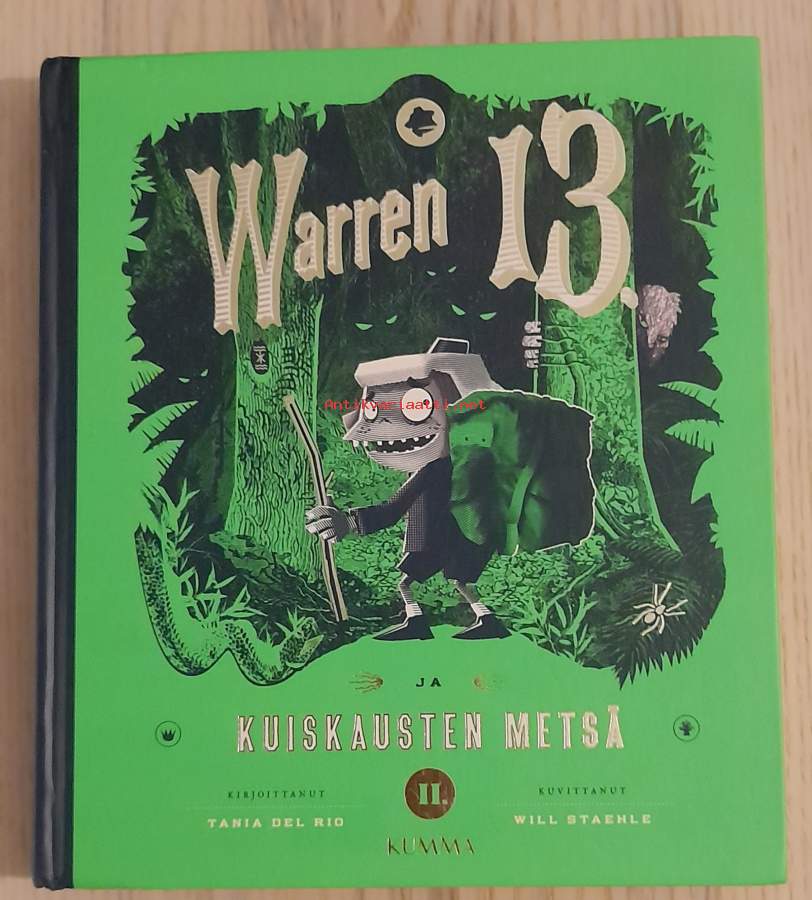 Warren 13.
Antikvariaatti.net
JA
KUISKAUSTEN METSÄ
KIRJOITTANUT
TANIA DEL RIO
II.
KUVITTANUT
WILL STAEHLE
KUMMA